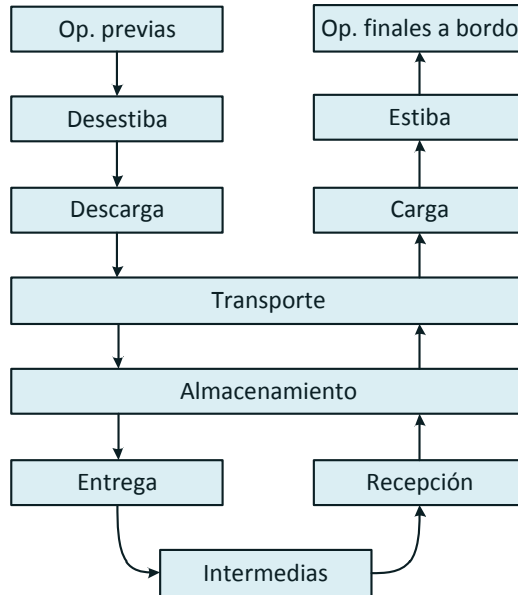 Op. previas
Op. finales a bordo
Desestiba
Estiba
Descarga
Carga
Transporte
Almacenamiento
Entrega
Recepción
Intermedias